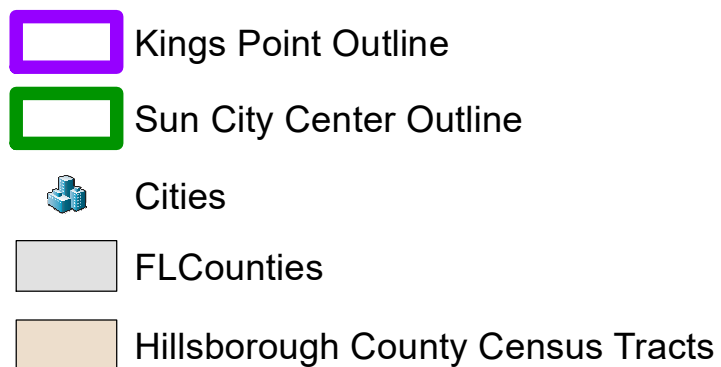 Kings Point Outline
Sun City Center Outline
Cities
FLCounties
Hillsborough County Census Tracts